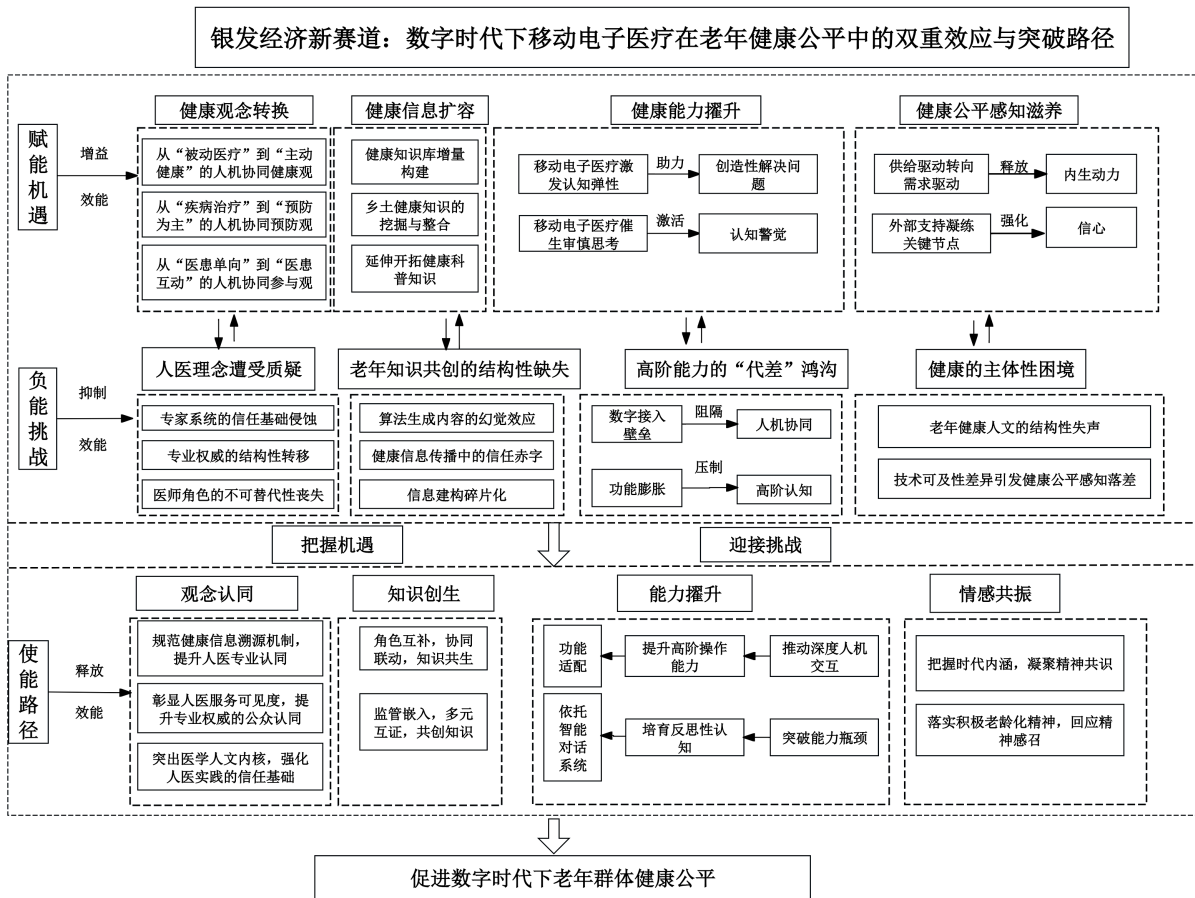 银发经济新赛道：数字时代下移动电子医疗在老年健康公平中的双重效应与突破路径
赋能机遇
增益
效能
健康观念转换
从“被动医疗”到“主动
健康”的人机协同健康观
从“疾病治疗”到“预防
为主”的人机协同预防观
从“医患单向”到“医患
互动”的人机协同参与观
健康信息扩容
健康知识库增量
构建
乡土健康知识的
挖掘与整合
延伸开拓健康科
普知识
健康能力擢升
移动电子医疗激
发认知弹性
助力
创造性解决问
题
移动电子医疗催
生审慎思考
激活
认知警觉
健康公平感知滋养
供给驱动转向
需求驱动
释放
内生动力
外部支持凝练
关键节点
强化
信心
负能挑战
抑制
效能
人医理念遭受质疑
专家系统的信任基础侵蚀
专业权威的结构性转移
医师角色的不可替代性丧失
老年知识共创的结构性缺失
算法生成内容的幻觉效应
健康信息传播中的信任赤字
信息建构碎片化
高阶能力的“代差”鸿沟
数字接入
壁垒
阻隔
人机协同
功能膨胀
压制
高阶认知
健康的主体性困境
老年健康人文的结构性失声
技术可及性差异引发健康公平感知落差
把握机遇
迎接挑战
使能路径
释放
效能
观念认同
规范健康信息溯源机制，
提升人医专业认同
彰显人医服务可见度，提
升专业权威的公众认同
突出医学人文内核，强化
人医实践的信任基础
知识创生
角色互补，协同
联动，知识共生
监管嵌入，多元
互证，共创知识
能力擢升
功能
适配
提升高阶操作
能力
推动深度人机
交互
依托
智能
对话
系统
培育反思性认
知
突破能力瓶颈
情感共振
把握时代内涵，凝聚精神共识
落实积极老龄化精神，回应精
神感召
促进数字时代下老年群体健康公平